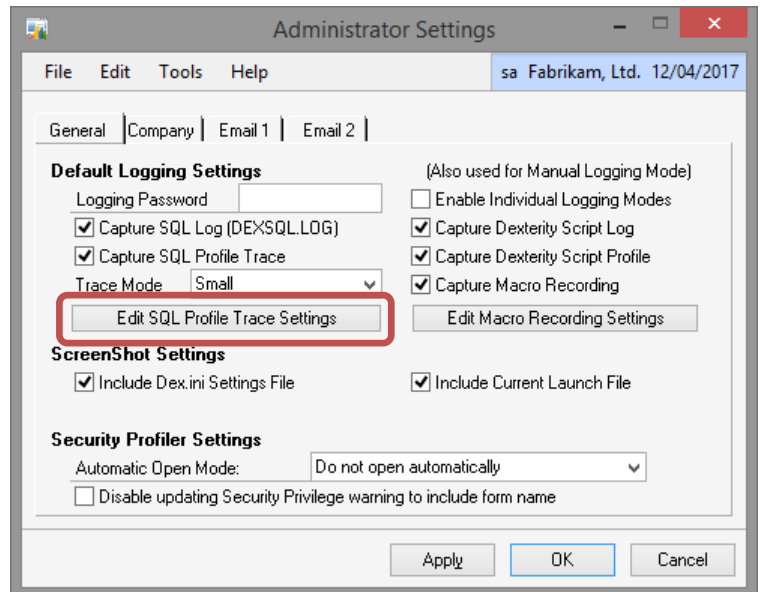 Administrator Settings
File Edit Tools Help sa Fabrikam, Ltd. 12/04/2017
General Company Email 1 Email 2
Default Logging Settings (Also used for Manual Logging Mode)
Logging Password Enable Individual Logging Modes
Capture SQL Log (DEXSQL.LOG) Capture Dexterity Script Log
Capture SQL Profile Trace Capture Dexterity Script Profile
Trace Mode Small Capture Macro Recording
Edit SQL Profile Trace Settings Edit Macro Recording Settings
ScreenShot Settings
Include Dex.ini Settings File Include Current Launch File
Security Profiler Settings
Automatic Open Mode: Do not open automatically
Disable updating Security Privilege warning to include form name
Apply OK Cancel